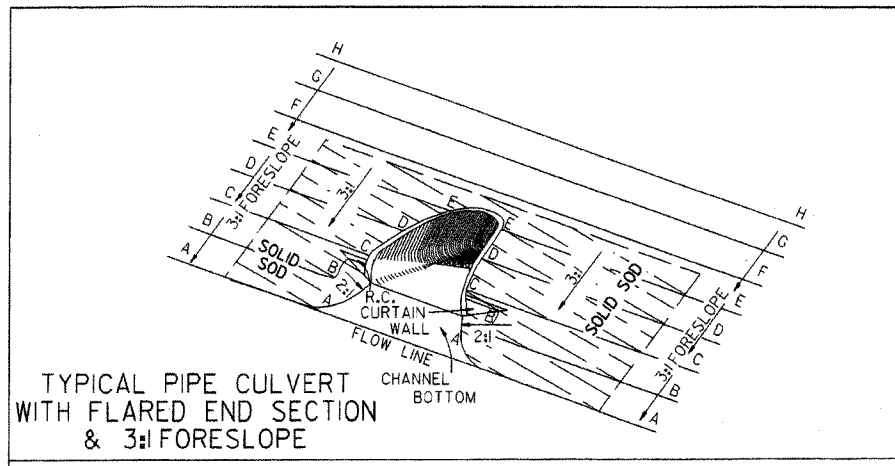 H
G
F
E
D
C
B
A
3:1 FORESLOPE
3:1
SOLID
SOD
E
E
D
D
C
C
B
B
A
A
2:1
2:1
R.C.
CURTAIN
WALL
FLOW LINE
CHANNEL
BOTTOM
3:1
SOLID SOD
H
G
F
E
D
C
B
A
3:1 FORESLOPE
TYPICAL PIPE CULVERT
WITH FLARED END SECTION
& 3:1 FORESLOPE